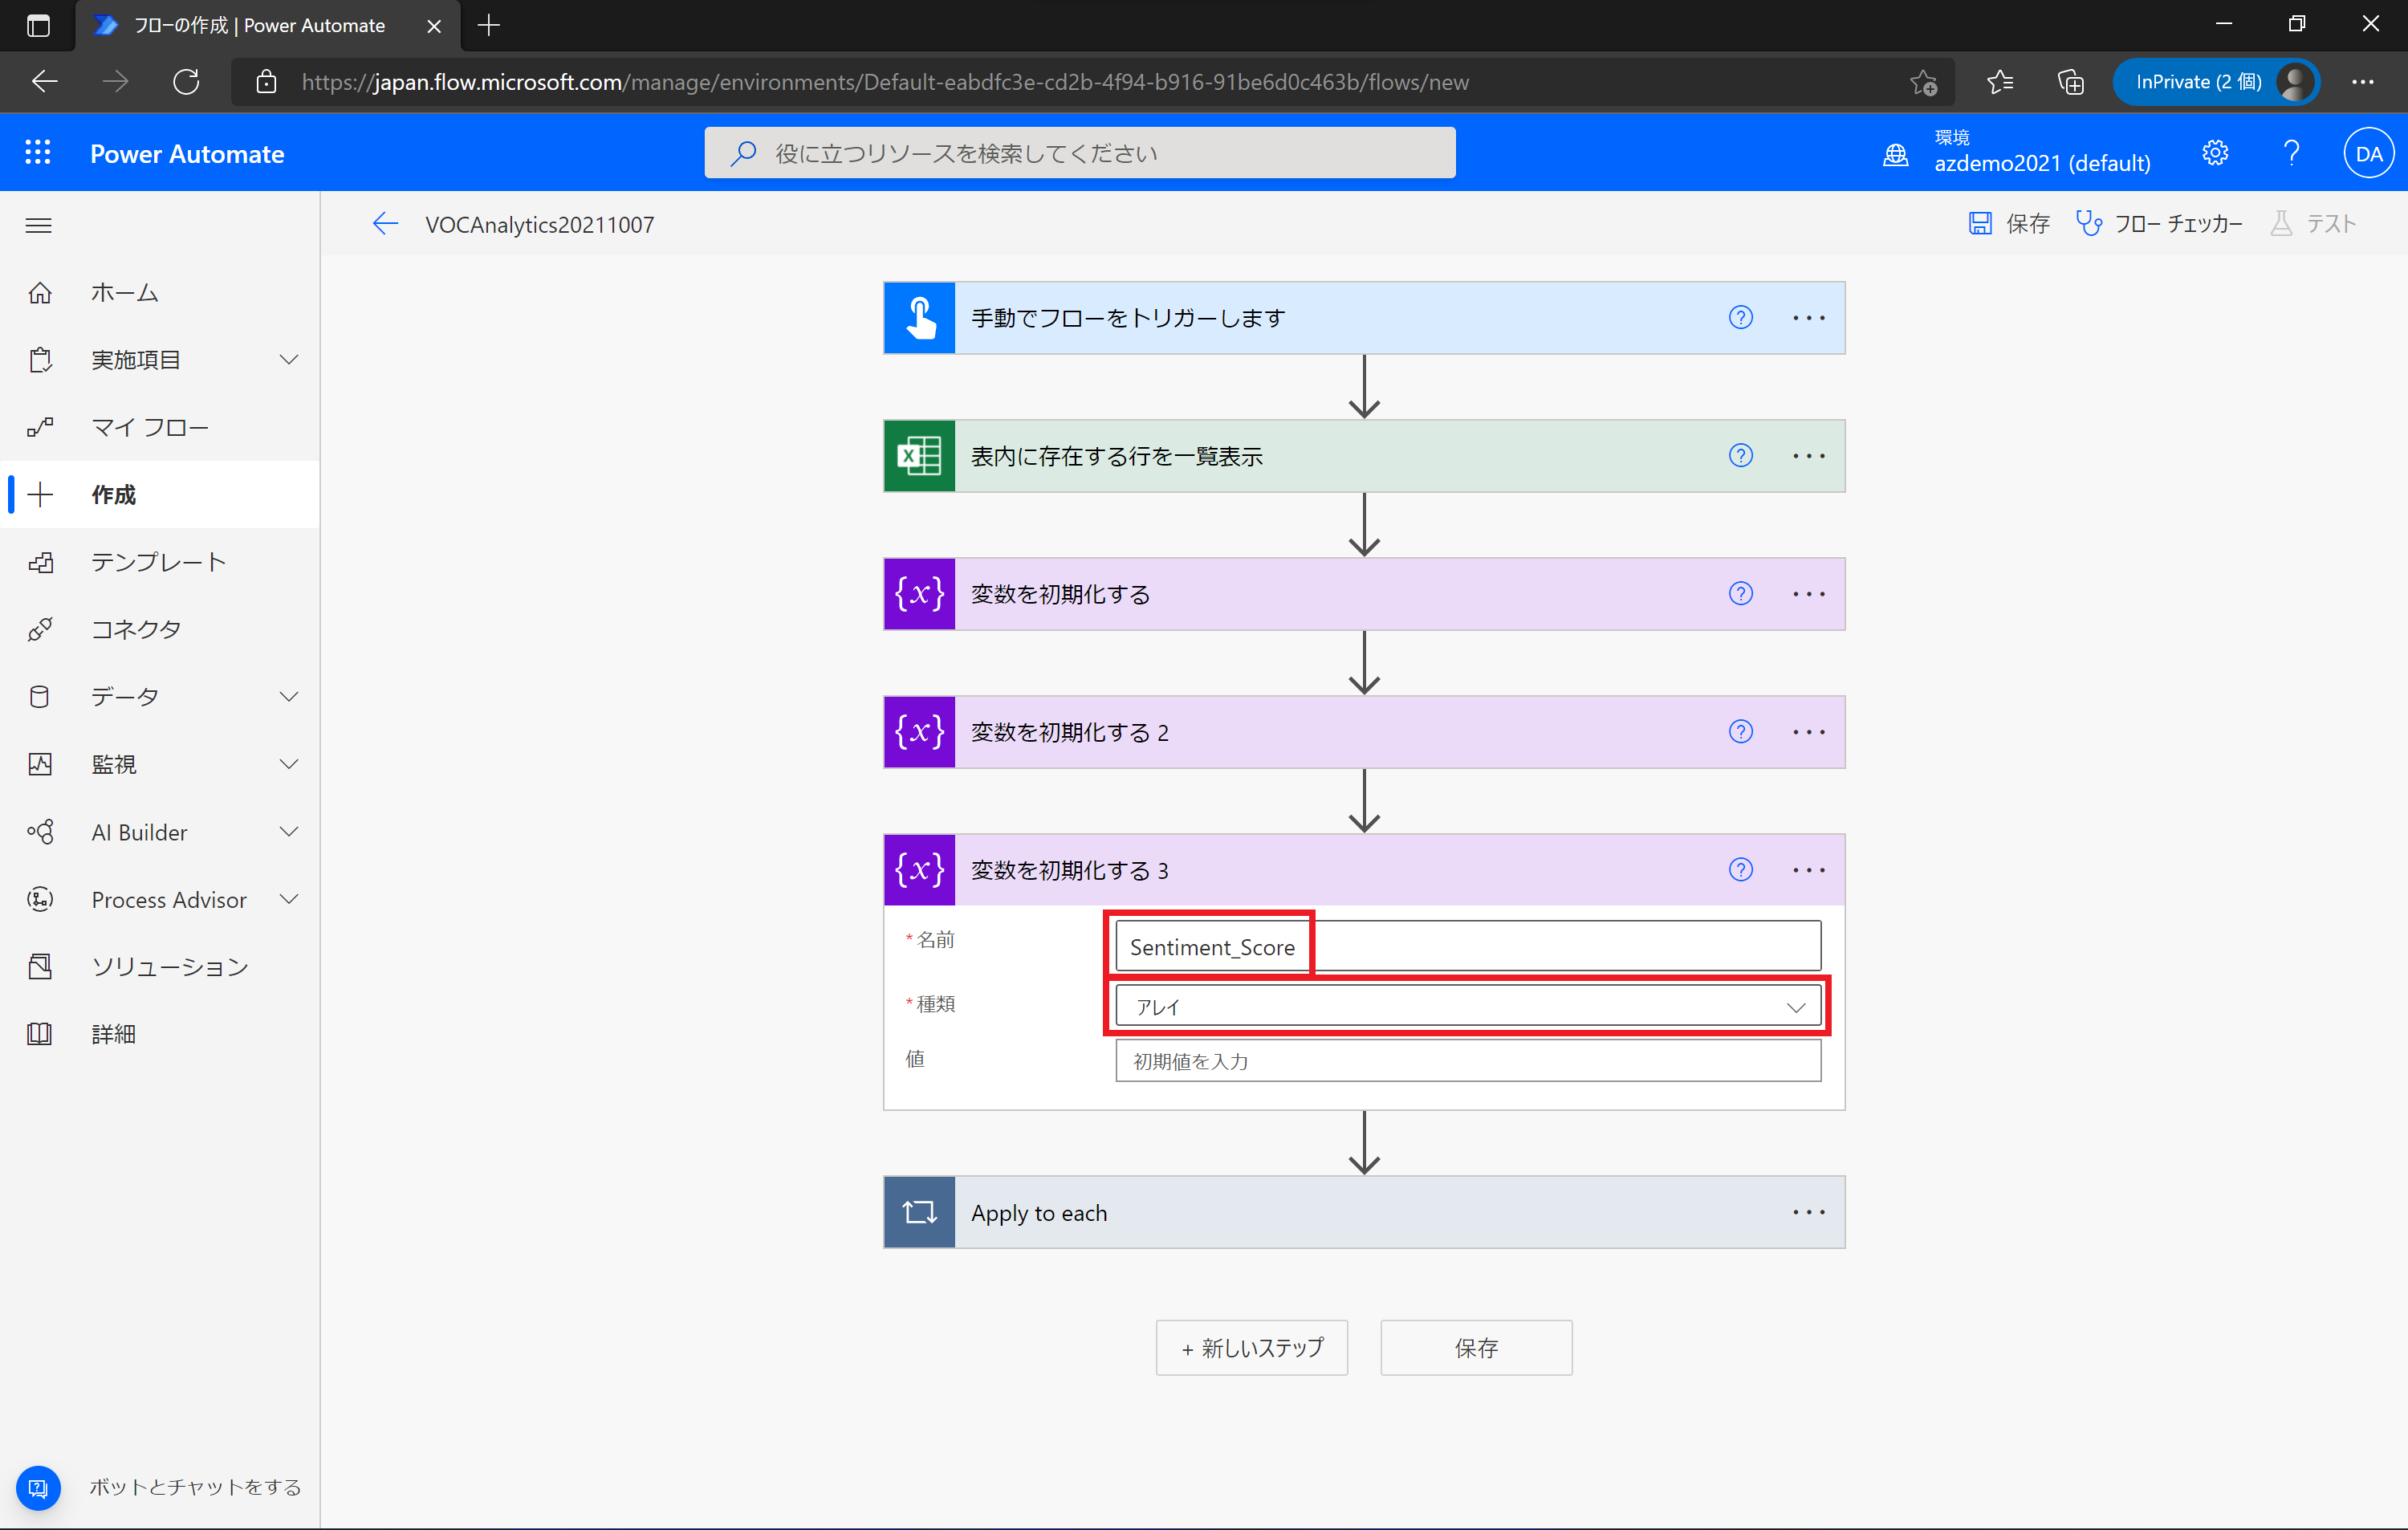 フローの作成 | Power Automate
https://japan.flow.microsoft.com/manage/environments/Default-eabdfc3e-cd2b-4f94-b916-91be6d0c463b/flows/new
InPrivate (2 個)
Power Automate
役に立つリソースを検索してください
環境
azdemo2021 (default)
DA
VOCAnalytics20211007
保存
フロー チェッカー
テスト
ホーム
実施項目
マイ フロー
作成
テンプレート
コネクタ
データ
監視
AI Builder
Process Advisor
ソリューション
詳細
ボットとチャットをする
手動でフローをトリガーします
表内に存在する行を一覧表示
{x} 変数を初期化する
{x} 変数を初期化する 2
{x} 変数を初期化する 3
*名前
Sentiment_Score
*種類
アレイ
値
初期値を入力
Apply to each
+ 新しいステップ
保存